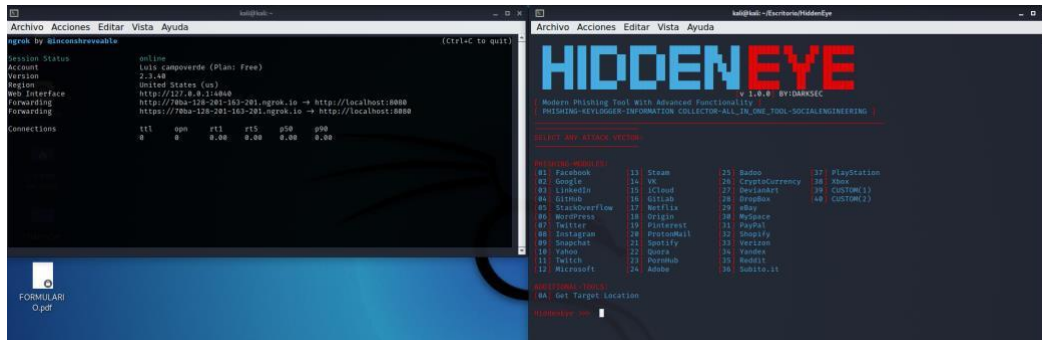 kali@kali: ~
Archivo Acciones Editar Vista Ayuda
ngrok by @inconshreveable (Ctrl+C to quit)
Session Status online
Account Luis campoverde (Plan: Free)
Version 2.3.40
Region United States (us)
Web Interface http://127.0.0.1:4040
Forwarding http://70ba-128-201-163-201.ngrok.io → http://localhost:8080
Forwarding https://70ba-128-201-163-201.ngrok.io → http://localhost:8080
Connections ttl opn rt1 rt5 p50 p90
0 0 0.00 0.00 0.00 0.00
FORMULARI
O.pdf
kali@kali: ~/Escritorio/HiddenEye
Archivo Acciones Editar Vista Ayuda
HIDDEN EYE
v 1.0.0 BY:DARKSEC
[ Modern Phishing Tool With Advanced Functionality ]
[ PHISHING-KEYLOGGER-INFORMATION COLLECTOR-ALL_IN_ONE_TOOL-SOCIALENGINEERING ]
SELECT ANY ATTACK VECTOR:
PHISHING-MODULES:
[01] Facebook [13] Steam [25] Badoo [37] PlayStation
[02] Google [14] VK [26] CryptoCurrency [38] Xbox
[03] LinkedIn [15] iCloud [27] DevianArt [39] CUSTOM(1)
[04] GitHub [16] GitLab [28] DropBox [40] CUSTOM(2)
[05] StackOverflow [17] Netflix [29] eBay
[06] WordPress [18] Origin [30] MySpace
[07] Twitter [19] Pinterest [31] PayPal
[08] Instagram [20] ProtonMail [32] Shopify
[09] Snapchat [21] Spotify [33] Verizon
[10] Yahoo [22] Quora [34] Yandex
[11] Twitch [23] PornHub [35] Reddit
[12] Microsoft [24] Adobe [36] Subito.it
ADDITIONAL-TOOLS:
[0A] Get Target Location
HiddenEye >>>